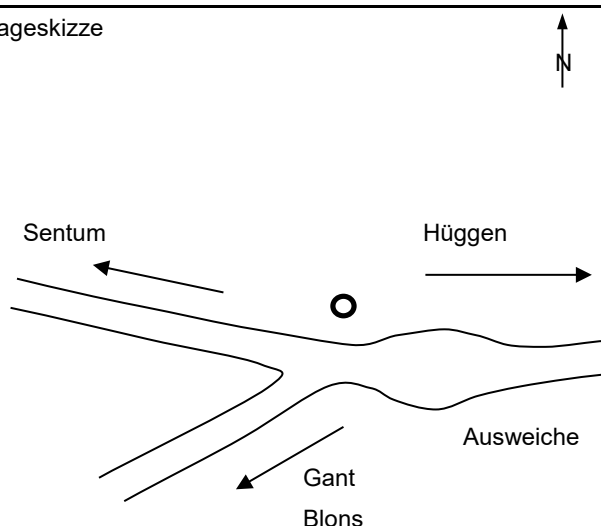 ageskizze
N
Sentum
Hüggen
Ausweiche
Gant
Blons